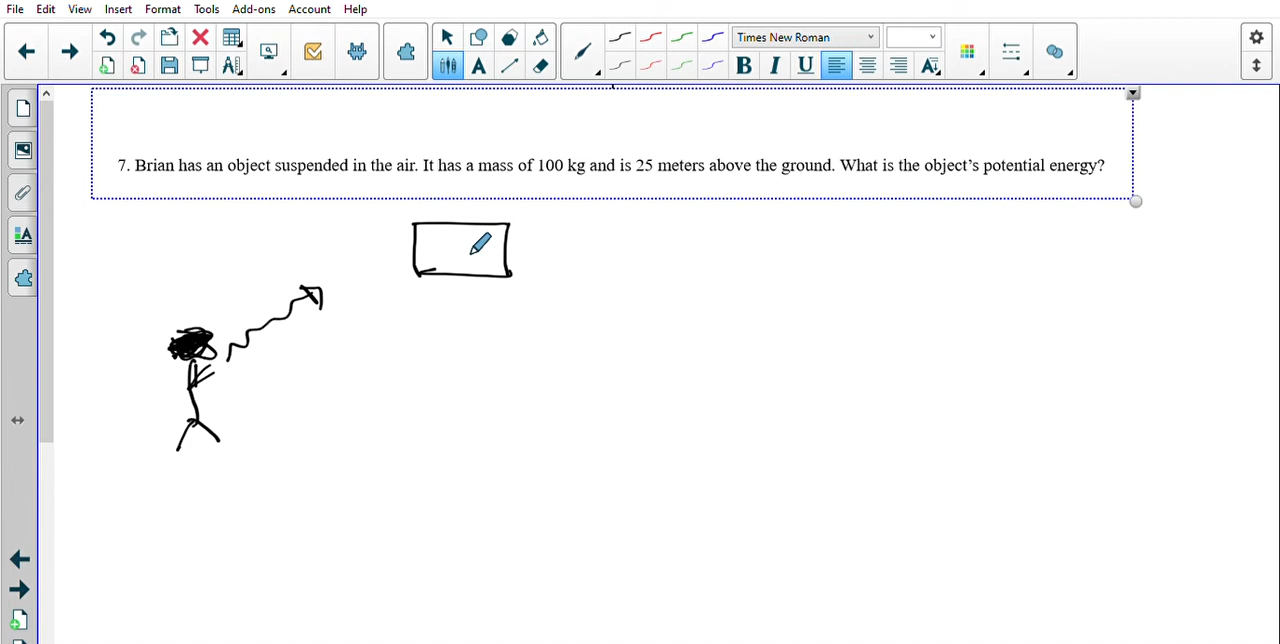 File Edit View Insert Format Tools Add-ons Account Help
Times New Roman
B I U
7. Brian has an object suspended in the air. It has a mass of 100 kg and is 25 meters above the ground. What is the object’s potential energy?